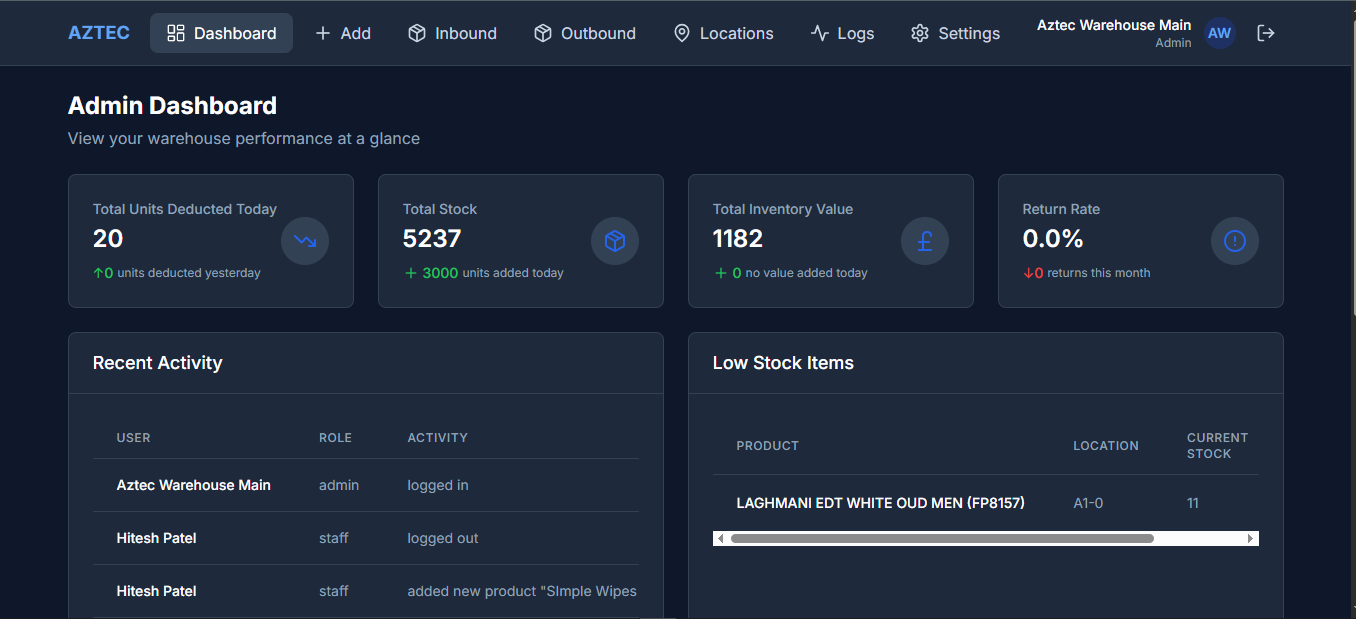 AZTEC Dashboard Add Inbound Outbound Locations Logs Settings Aztec Warehouse Main
Admin
AW
Admin Dashboard
View your warehouse performance at a glance
Total Units Deducted Today
20
↑0 units deducted yesterday
Total Stock
5237
+ 3000 units added today
Total Inventory Value
£
1182
+ 0 no value added today
Return Rate
0.0%
↓0 returns this month
Recent Activity
USER ROLE ACTIVITY
Aztec Warehouse Main admin logged in
Hitesh Patel staff logged out
Hitesh Patel staff added new product "SImple Wipes
Low Stock Items
PRODUCT LOCATION CURRENT
STOCK
LAGHMANI EDT WHITE OUD MEN (FP8157) A1-0 11